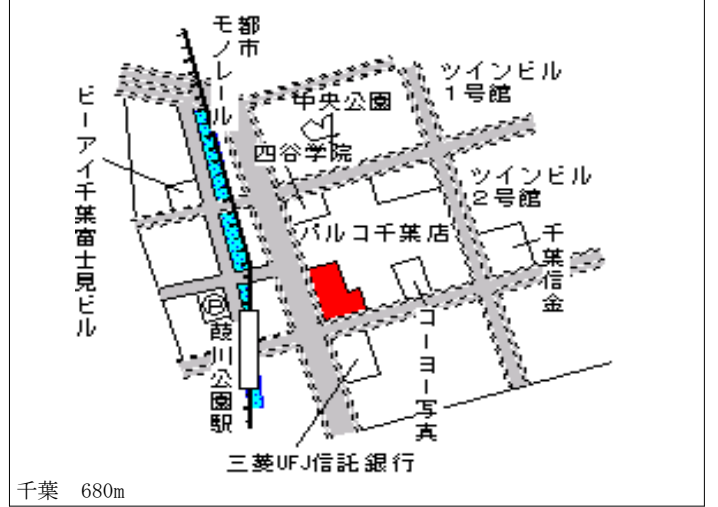 都市
モノレール
ツインビル
1号館
中央公園
ビーアイ千葉富士見ビル
四谷学院
ツインビル
2号館
パルコ千葉店
千葉信金
P
葭川公園駅
コーヨー写真
三菱UFJ信託銀行
千葉 680m